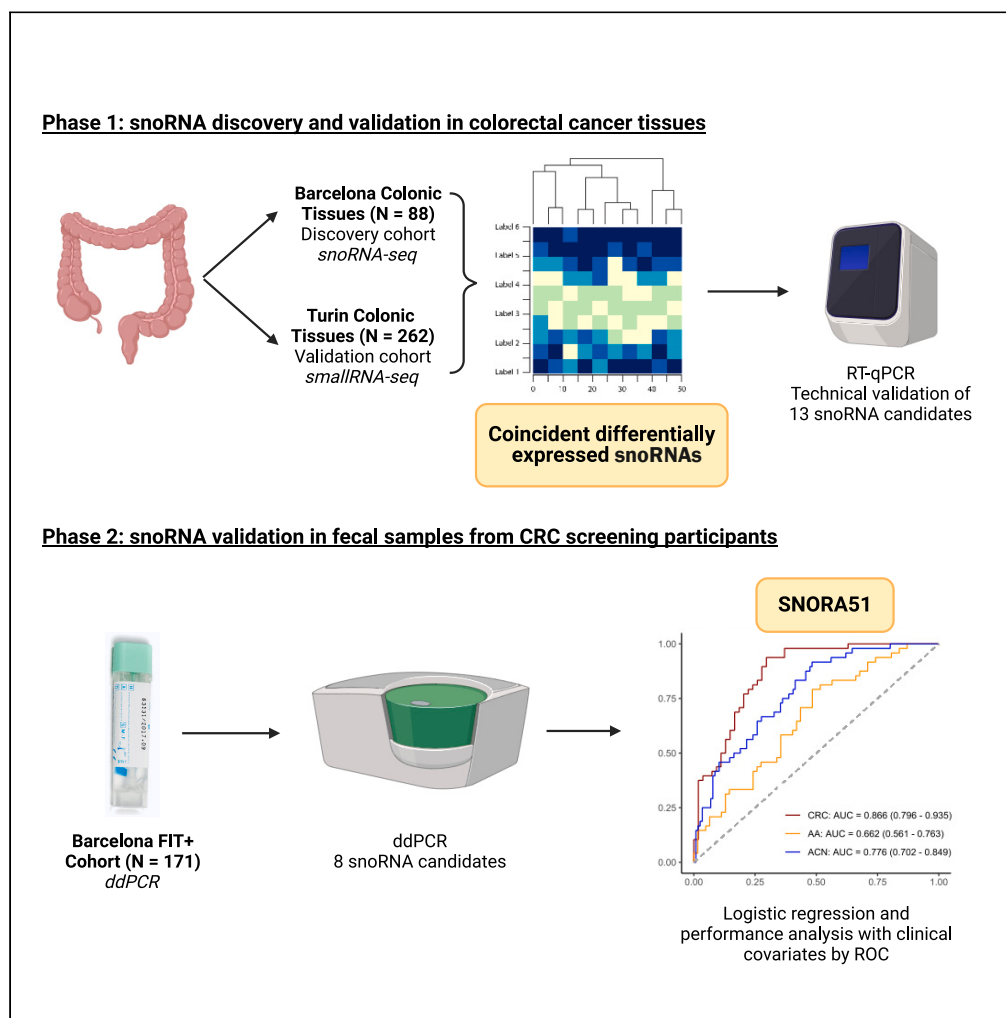 Phase 1: snoRNA discovery and validation in colorectal cancer tissues
Barcelona Colonic
Tissues (N = 88)
Discovery cohort
snoRNA-seq
Turin Colonic
Tissues (N = 262)
Validation cohort
smallRNA-seq
Label 6
Label 5
Label 4
Label 3
Label 2
Label 1
0 10 20 30 40 50
Coincident differentially
expressed snoRNAs
RT-qPCR
Technical validation of
13 snoRNA candidates
Phase 2: snoRNA validation in fecal samples from CRC screening participants
Barcelona FIT+
Cohort (N = 171)
ddPCR
ddPCR
8 snoRNA candidates
SNORA51
1.00
0.75
0.50
0.25
0.00
CRC: AUC = 0.866 (0.796 - 0.935)
AA: AUC = 0.662 (0.561 - 0.763)
ACN: AUC = 0.776 (0.702 - 0.849)
0.00 0.25 0.50 0.75 1.00
Logistic regression and
performance analysis with clinical
covariates by ROC